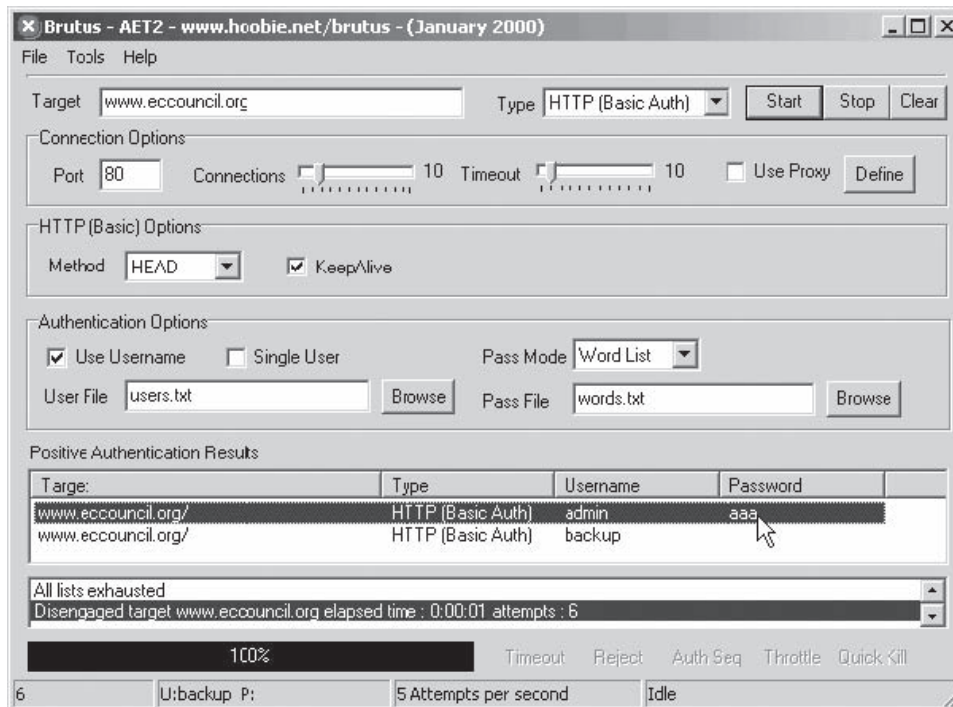 Brutus - AET2 - www.hoobie.net/brutus - (January 2000)
File Tools Help
Target www.eccouncil.org Type HTTP (Basic Auth) Start Stop Clear
Connection Options
Port 80 Connections 10 Timeout 10 Use Proxy Define
HTTP (Basic) Options
Method HEAD KeepAlive
Authentication Options
Use Username Single User Pass Mode Word List
User File users.txt Browse Pass File words.txt Browse
Positive Authentication Results
Target Type Username Password
www.eccouncil.org/ HTTP (Basic Auth) admin aaa
www.eccouncil.org/ HTTP (Basic Auth) backup
All lists exhausted
Disengaged target www.eccouncil.org elapsed time : 0:00:01 attempts : 6
100% Timeout Reject Auth Seq Throttle Quick Kill
6 U:backup P: 5 Attempts per second Idle